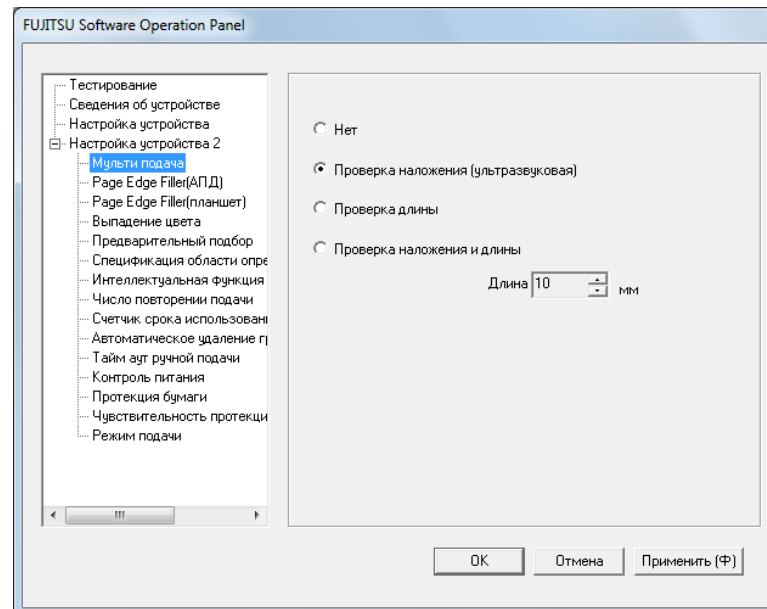 FUJITSU Software Operation Panel
Тестирование
Сведения об устройстве
Настройка устройства
Настройка устройства 2
Мульти подача
Page Edge Filler(АПД)
Page Edge Filler(планшет)
Выпадение цвета
Предварительный подбор
Спецификация области опре
Интеллектуальная функция
Число повторении подачи
Счетчик срока использован
Автоматическое удаление г
Тайм аут ручной подачи
Контроль питания
Протекция бумаги
Чувствительность протекци
Режим подачи
Нет
Проверка наложения (ультразвуковая)
Проверка длины
Проверка наложения и длины
Длина 10 мм
OK Отмена Применить (Ф)